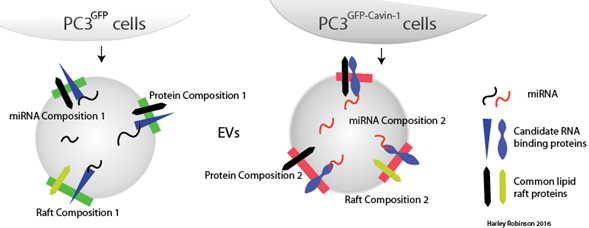 PC3GFP cells
PC3GFP-Cavin-1 cells
miRNA Composition 1
Protein Composition 1
Raft Composition 1
EVs
miRNA Composition 2
Protein Composition 2
Raft Composition 2
miRNA
Candidate RNA
binding proteins
Common lipid
raft proteins
Harley Robinson 2016